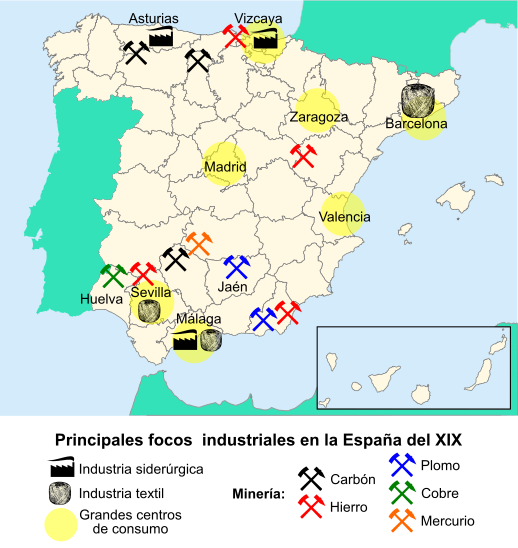 Asturias
Vizcaya
Zaragoza
Barcelona
Madrid
Valencia
Huelva
Sevilla
Jaén
Málaga
Principales focos industriales en la España del XIX
Industria siderúrgica
Industria textil
Grandes centros
de consumo
Minería:
Carbón
Hierro
Plomo
Cobre
Mercurio